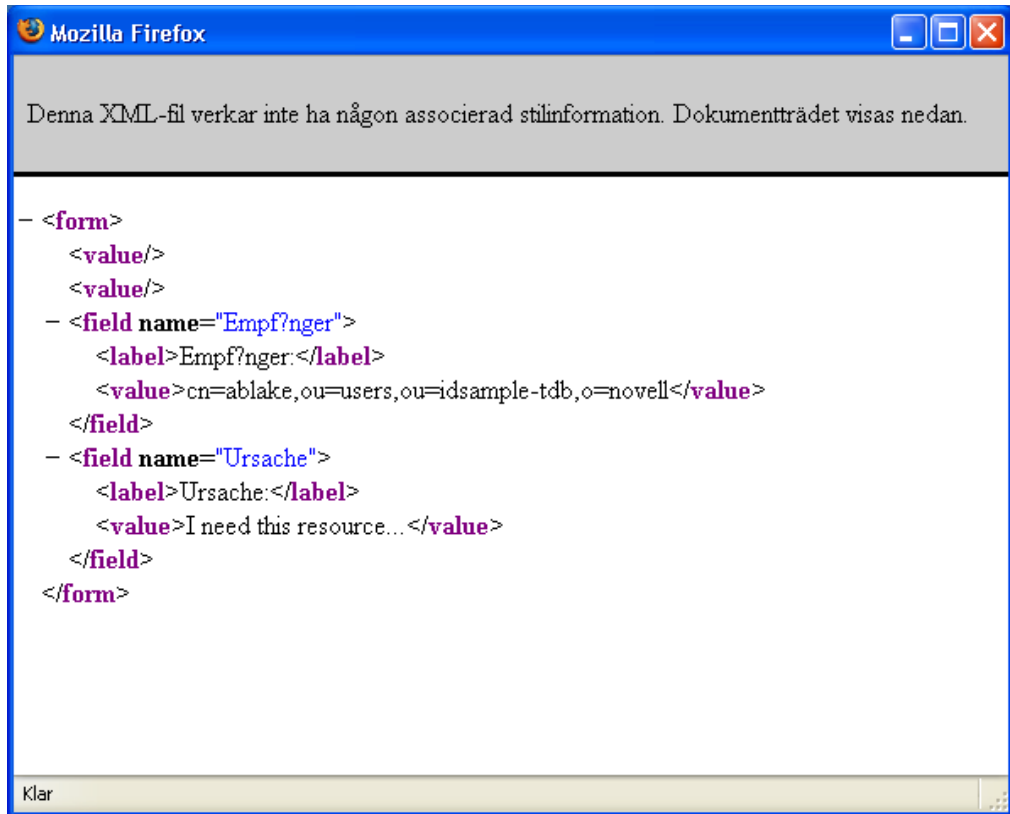 Mozilla Firefox
Denna XML-fil verkar inte ha någon associerad stilinformation. Dokumentträdet visas nedan.
− <form>
<value/>
<value/>
− <field name="Empf?nger">
<label>Empf?nger:</label>
<value>cn=ablake,ou=users,ou=idsample-tdb,o=novell</value>
</field>
− <field name="Ursache">
<label>Ursache:</label>
<value>I need this resource...</value>
</field>
</form>
Klar